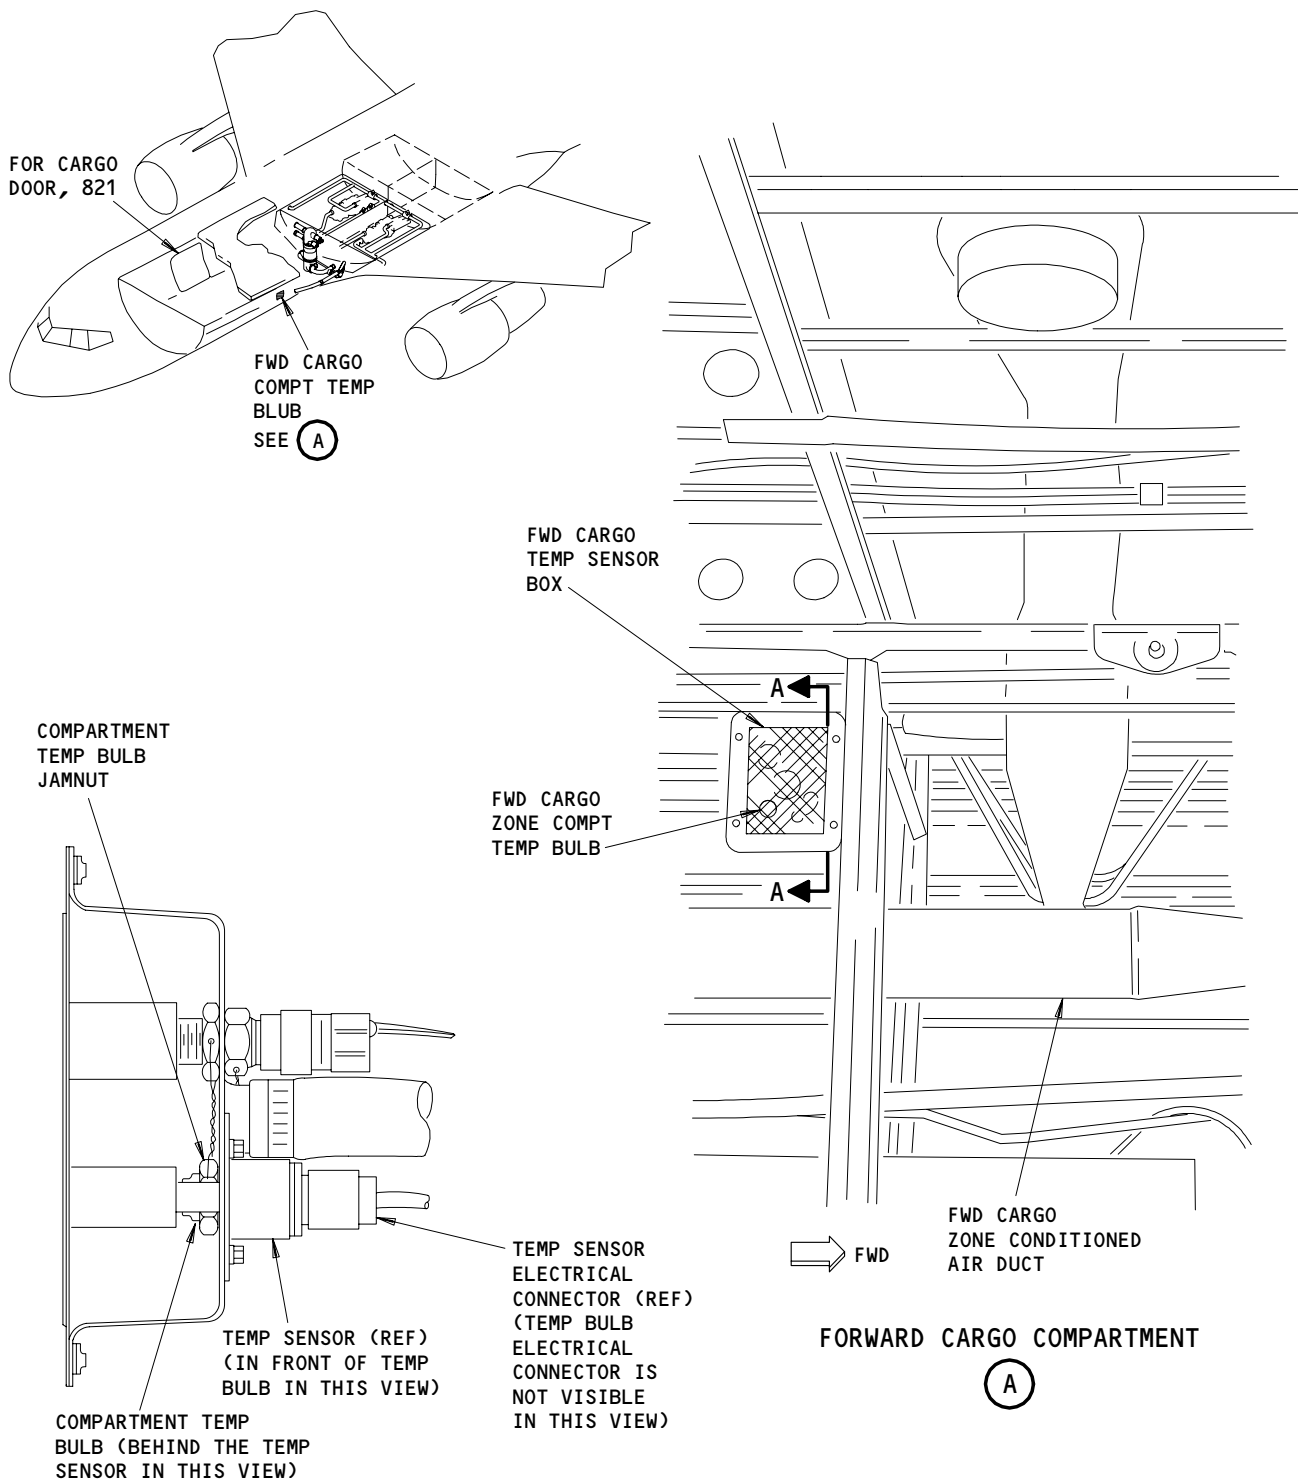 FOR CARGO
DOOR, 821
FWD CARGO
COMPT TEMP
BLUB
SEE A
FWD CARGO
TEMP SENSOR
BOX
A
FWD CARGO
ZONE COMPT
TEMP BULB
A
COMPARTMENT
TEMP BULB
JAMNUT
TEMP SENSOR (REF)
(IN FRONT OF TEMP
BULB IN THIS VIEW)
COMPARTMENT TEMP
BULB (BEHIND THE TEMP
SENSOR IN THIS VIEW)
TEMP SENSOR
ELECTRICAL
CONNECTOR (REF)
(TEMP BULB
ELECTRICAL
CONNECTOR IS
NOT VISIBLE
IN THIS VIEW)
FWD
FWD CARGO
ZONE CONDITIONED
AIR DUCT
FORWARD CARGO COMPARTMENT
A